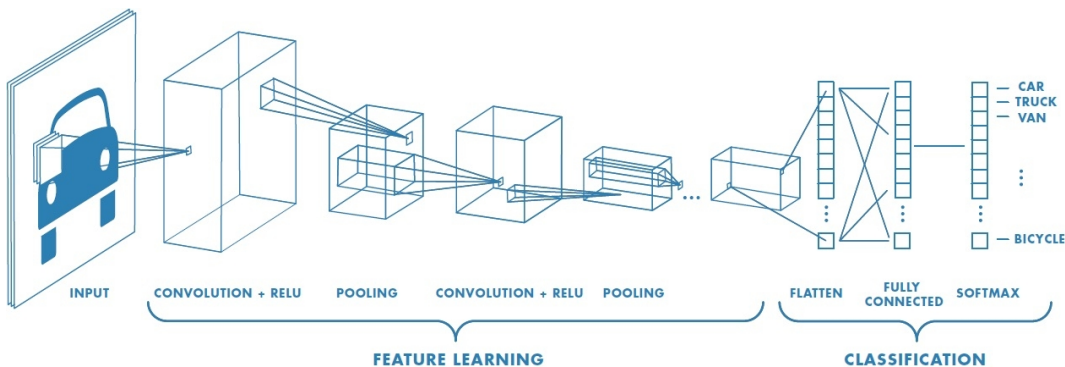 CAR
TRUCK
VAN
BICYCLE
INPUT
CONVOLUTION + RELU
POOLING
CONVOLUTION + RELU
POOLING
FLATTEN
FULLY
CONNECTED
SOFTMAX
FEATURE LEARNING
CLASSIFICATION